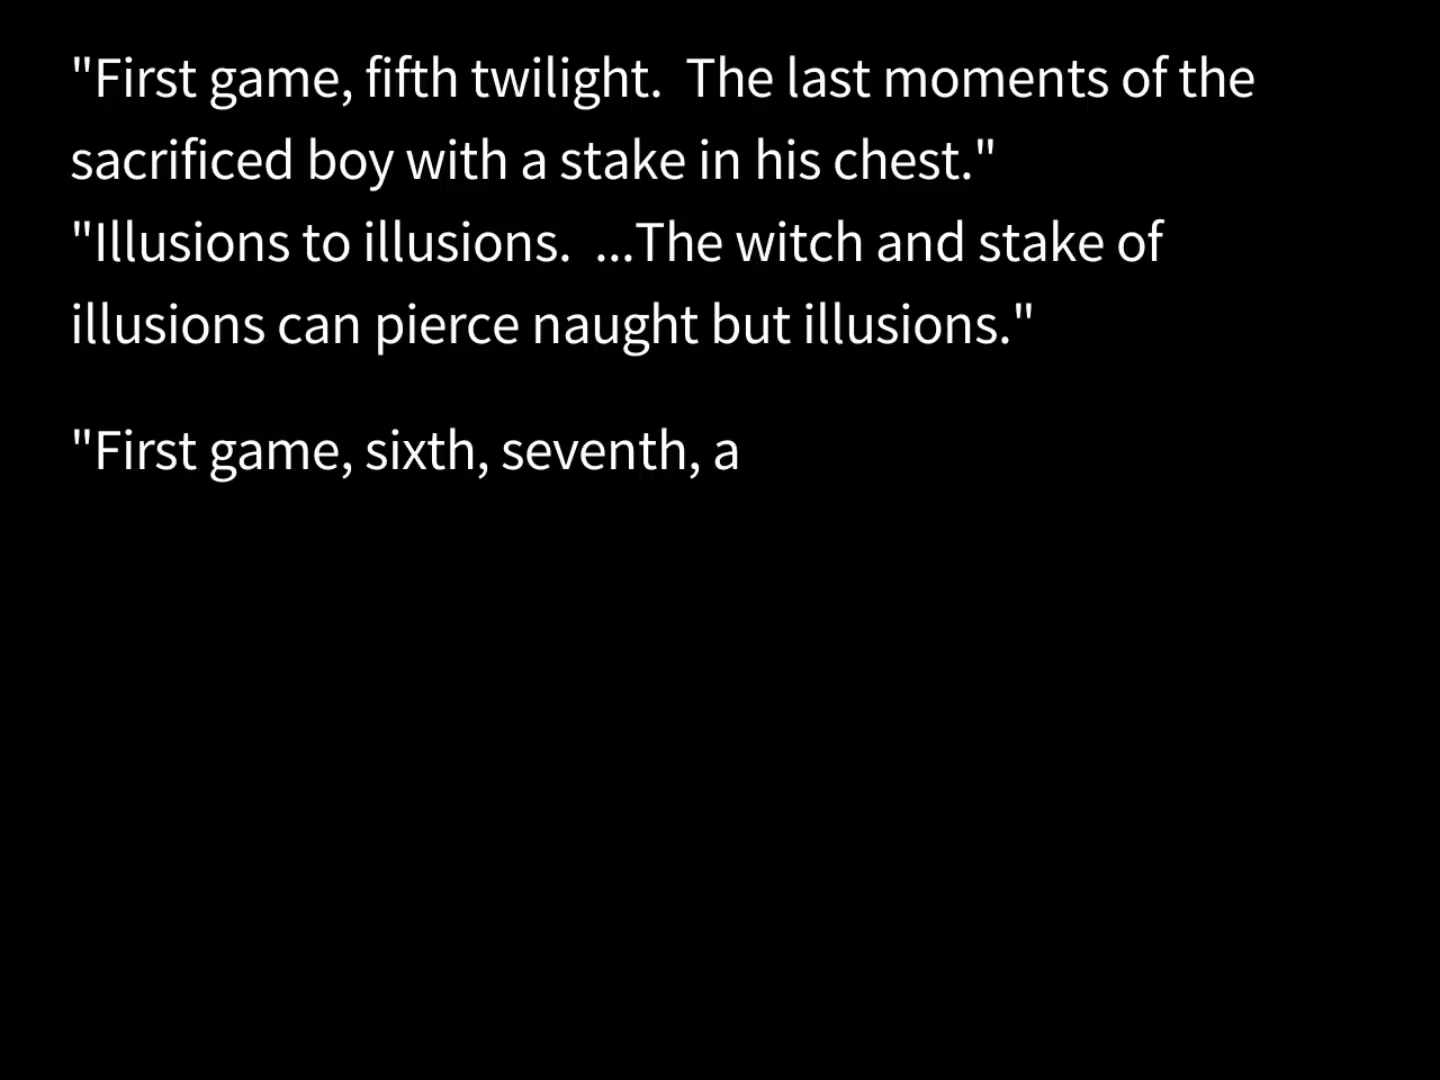 "First game, fifth twilight.  The last moments of the
sacrificed boy with a stake in his chest."
"Illusions to illusions.  ...The witch and stake of
illusions can pierce naught but illusions."
"First game, sixth, seventh, a